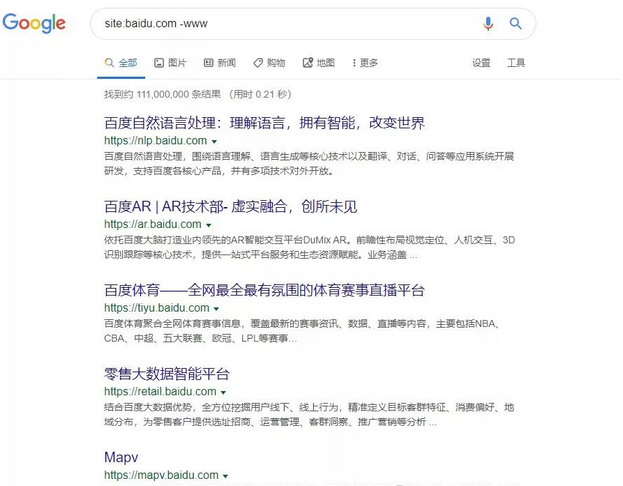 Google
site:baidu.com -www
全部 图片 新闻 购物 地图 更多 设置 工具
找到约 111,000,000 条结果 （用时 0.21 秒）
百度自然语言处理：理解语言，拥有智能，改变世界
https://nlp.baidu.com
百度自然语言处理，围绕语言理解、语言生成等核心技术以及翻译、对话、问答等应用系统开展
研发，支持百度各核心产品，并有多项技术对外开放。
百度AR | AR技术部- 虚实融合，创所未见
https://ar.baidu.com
依托百度大脑打造业内领先的AR智能交互平台DuMix AR。前瞻性布局视觉定位、人机交互、3D
识别跟踪等核心技术，提供一站式平台服务和生态资源赋能。业务涵盖 ...
百度体育——全网最全最有氛围的体育赛事直播平台
https://tiyu.baidu.com
百度体育聚合全网体育赛事信息，覆盖最新的赛事资讯、数据、直播等内容，主要包括NBA、
CBA、中超、五大联赛、欧冠、LPL等赛事...
零售大数据智能平台
https://retail.baidu.com
结合百度大数据优势，全方位挖掘用户线下、线上行为，精准定义目标客群特征、消费偏好、地
域分布，为零售客户提供选址招商、运营管理、客群洞察、推广营销等分析 ...
Mapv
https://mapv.baidu.com